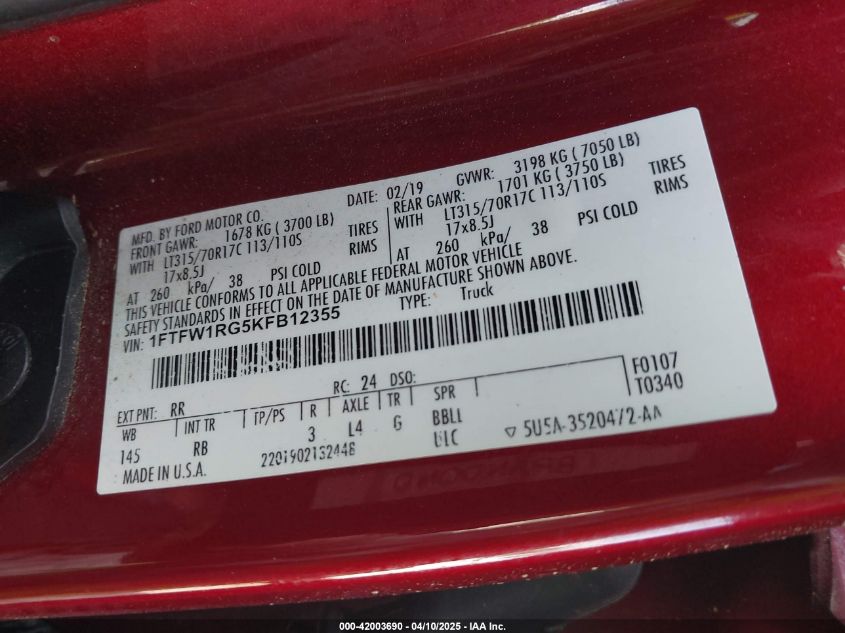 MFD. BY FORD MOTOR CO. DATE: 02/19 GVWR: 3198 KG ( 7050 LB)
FRONT GAWR: 1678 KG ( 3700 LB) REAR GAWR: 1701 KG ( 3750 LB)
WITH LT315/70R17C 113/110S TIRES WITH LT315/70R17C 113/110S TIRES
17x8.5J RIMS 17x8.5J RIMS
AT 260 kPa/ 38 PSI COLD AT 260 kPa/ 38 PSI COLD
THIS VEHICLE CONFORMS TO ALL APPLICABLE FEDERAL MOTOR VEHICLE
SAFETY STANDARDS IN EFFECT ON THE DATE OF MANUFACTURE SHOWN ABOVE.
VIN: 1FTFW1RG5KFB12355 TYPE: Truck
F0107
T0340
EXT PNT: RR RC: 24 DSO:
WB INT TR TP/PS R AXLE TR SPR
145 RB 3 L4 G BBLL
MADE IN U.S.A.
000-42003690 - 04/10/2025 - IAA Inc.